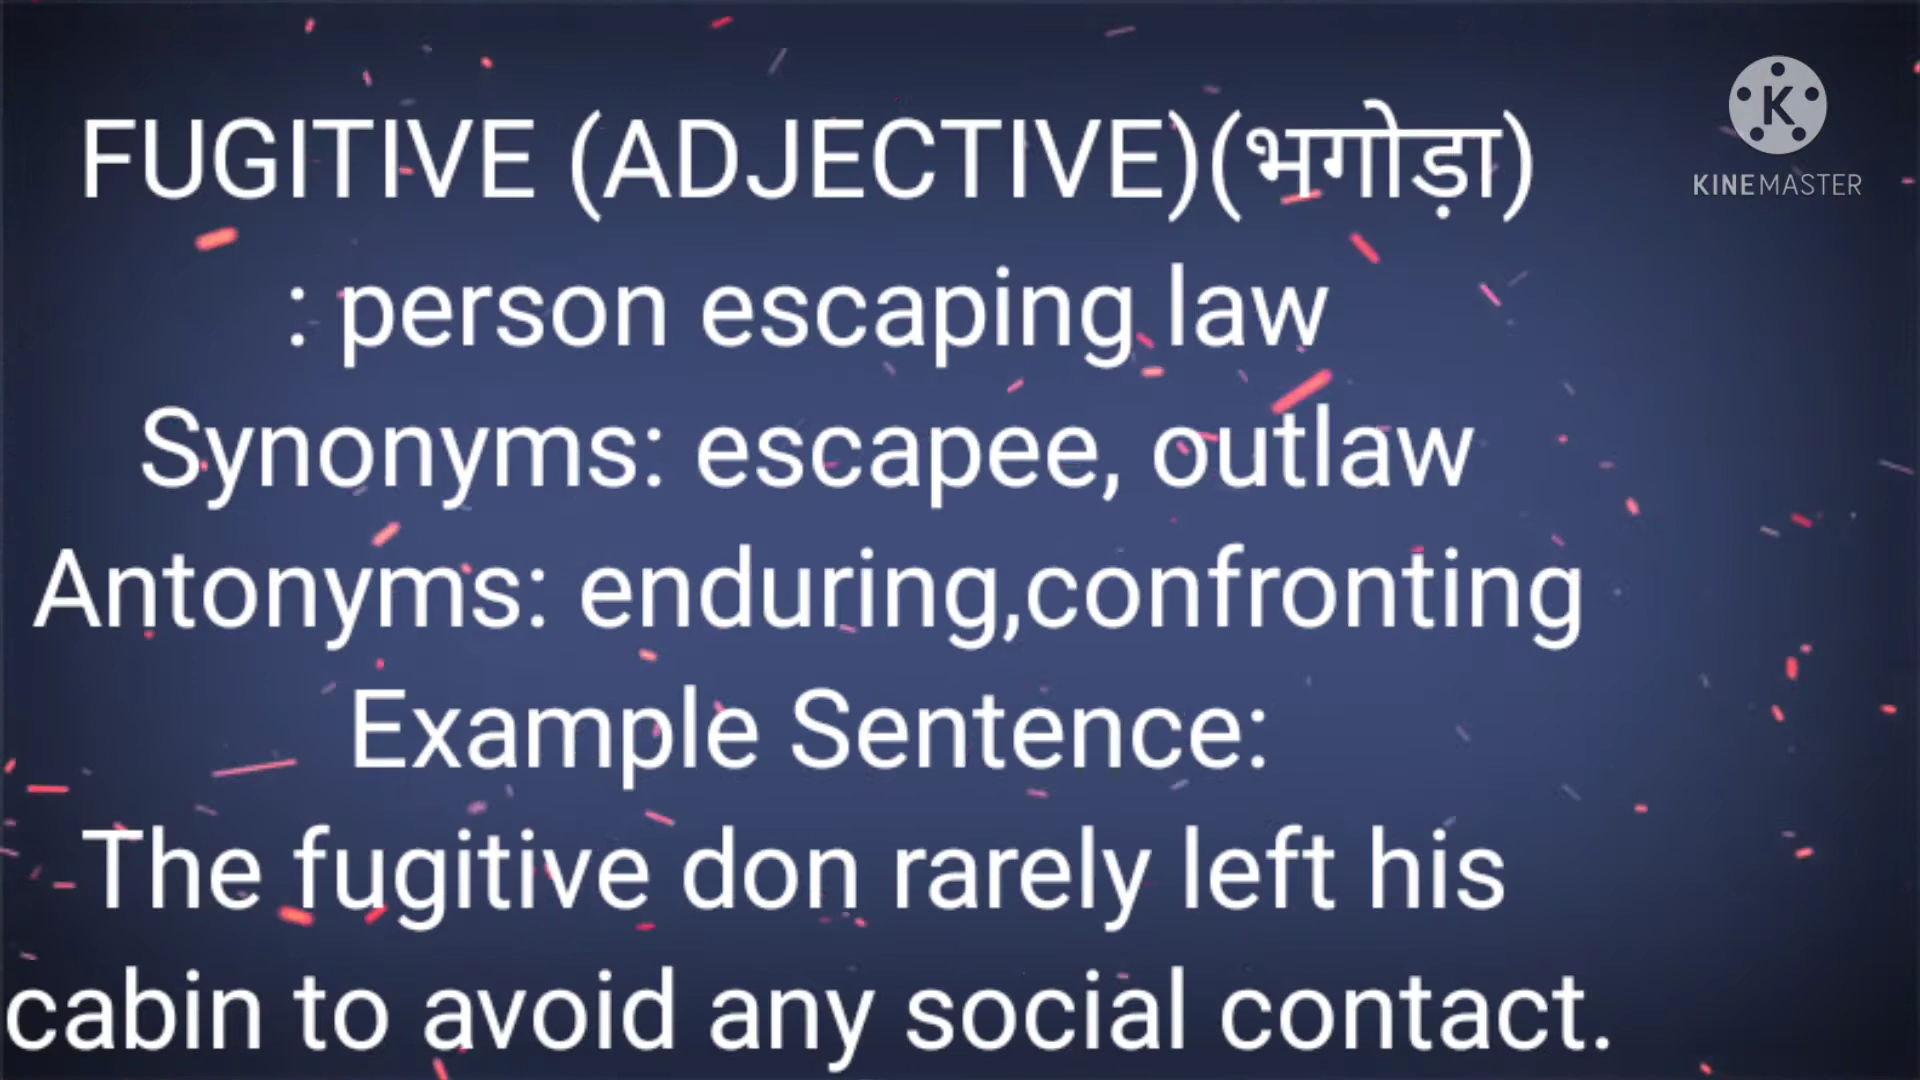 FUGITIVE (ADJECTIVE)(भगोड़ा)
: person escaping law
Synonyms: escapee, outlaw
Antonyms: enduring,confronting
Example Sentence:
The fugitive don rarely left his
cabin to avoid any social contact.
K
KINEMASTER